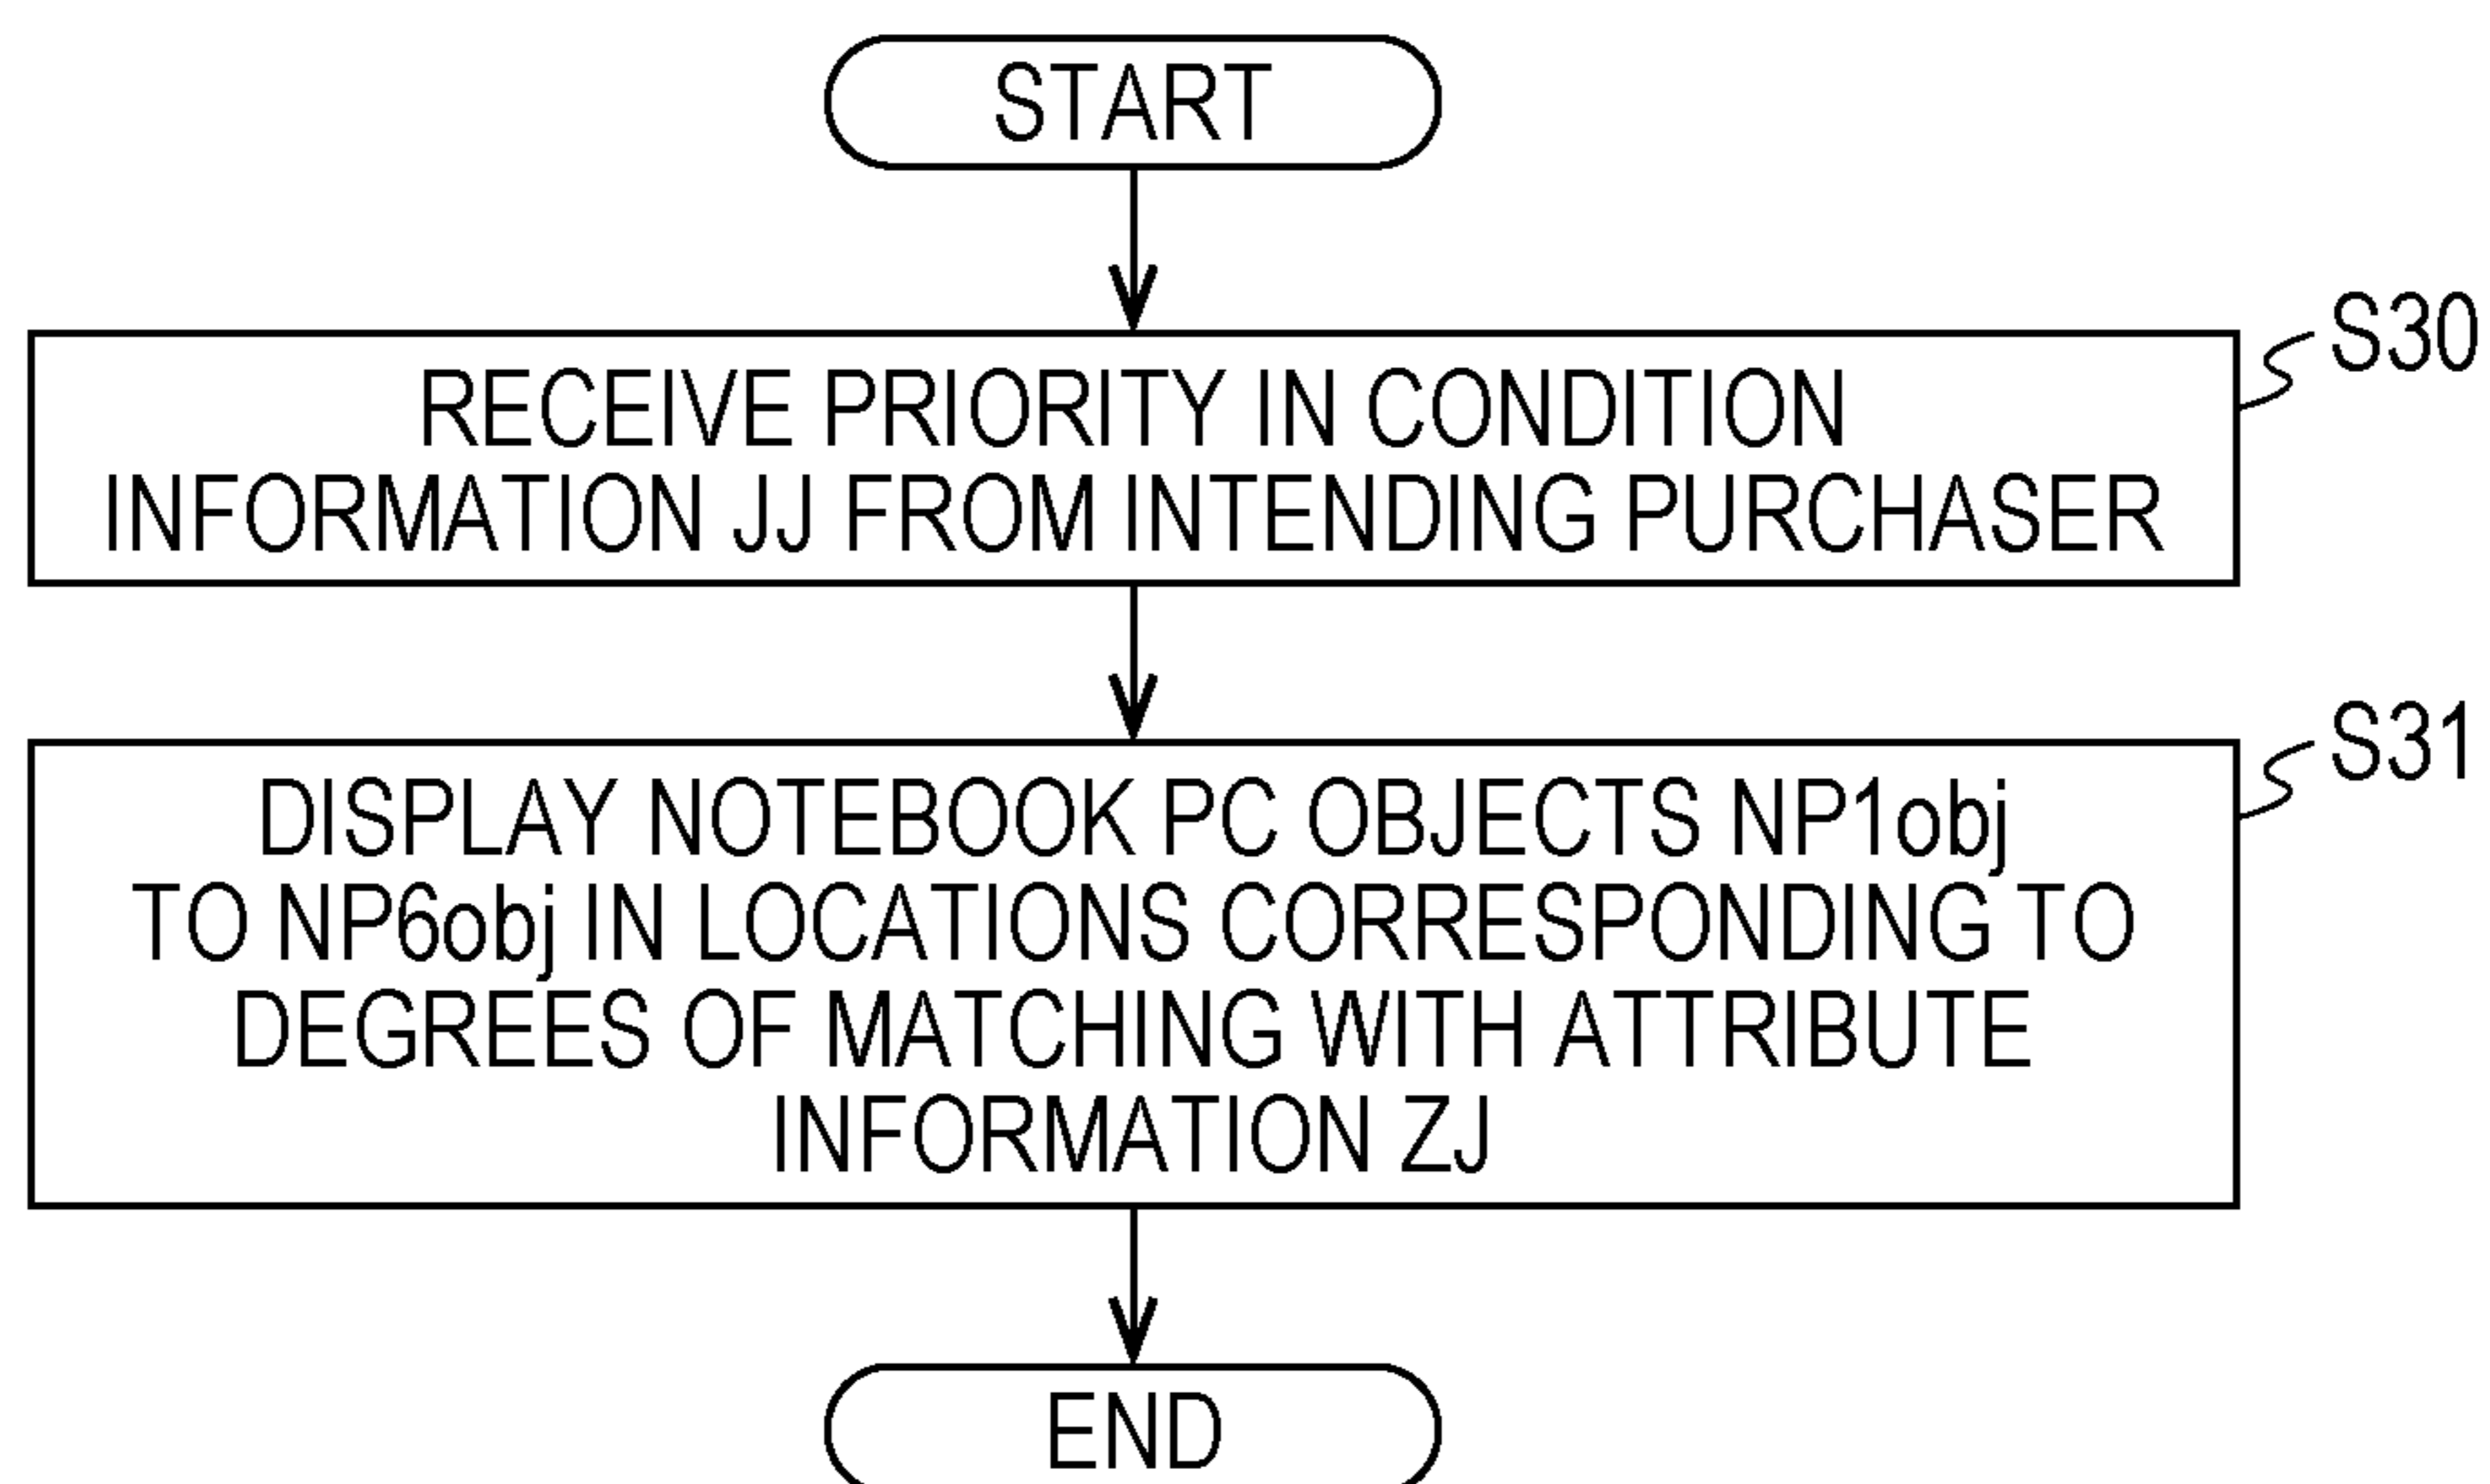 START
S30
RECEIVE PRIORITY IN CONDITION
INFORMATION JJ FROM INTENDING PURCHASER
S31
DISPLAY NOTEBOOK PC OBJECTS NP1obj
TO NP6obj IN LOCATIONS CORRESPONDING TO
DEGREES OF MATCHING WITH ATTRIBUTE
INFORMATION ZJ
END